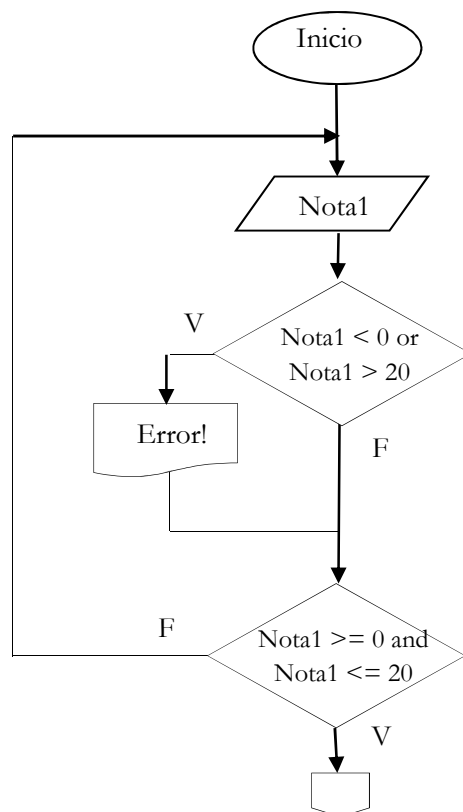 Inicio
Nota1
V
Nota1 < 0 or
Nota1 > 20
Error!
F
F
Nota1 >= 0 and
Nota1 <= 20
V